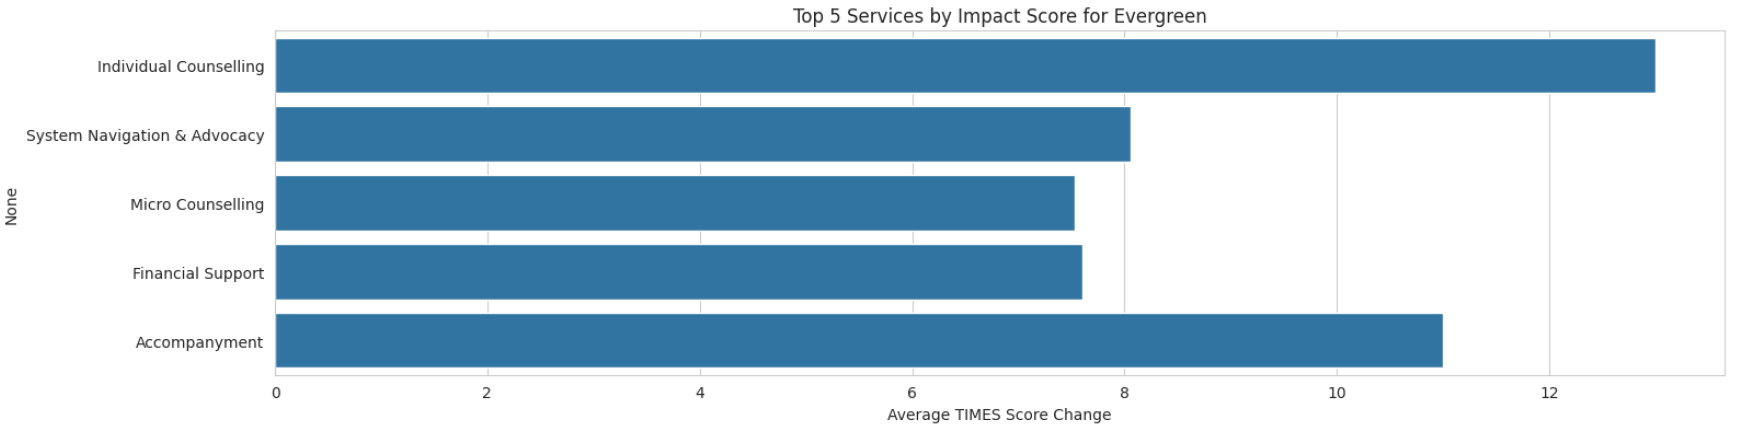 Top 5 Services by Impact Score for Evergreen
None
Individual Counselling
System Navigation & Advocacy
Micro Counselling
Financial Support
Accompanyment
0 2 4 6 8 10 12
Average TIMES Score Change